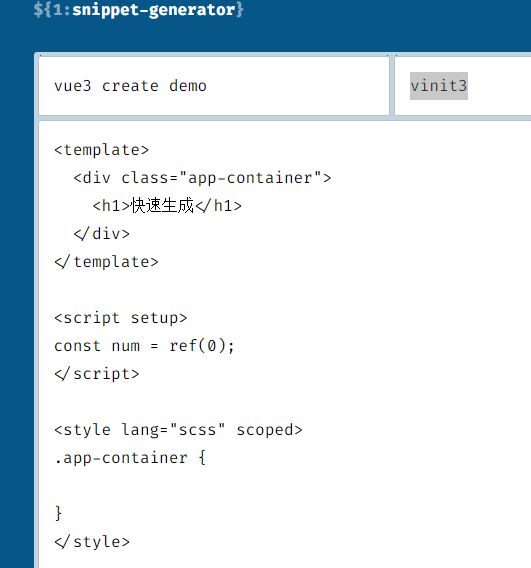 ${1:snippet-generator}
vue3 create demo
vinit3
<template>
  <div class="app-container">
    <h1>快速生成</h1>
  </div>
</template>

<script setup>
const num = ref(0);
</script>

<style lang="scss" scoped>
.app-container {

}
</style>